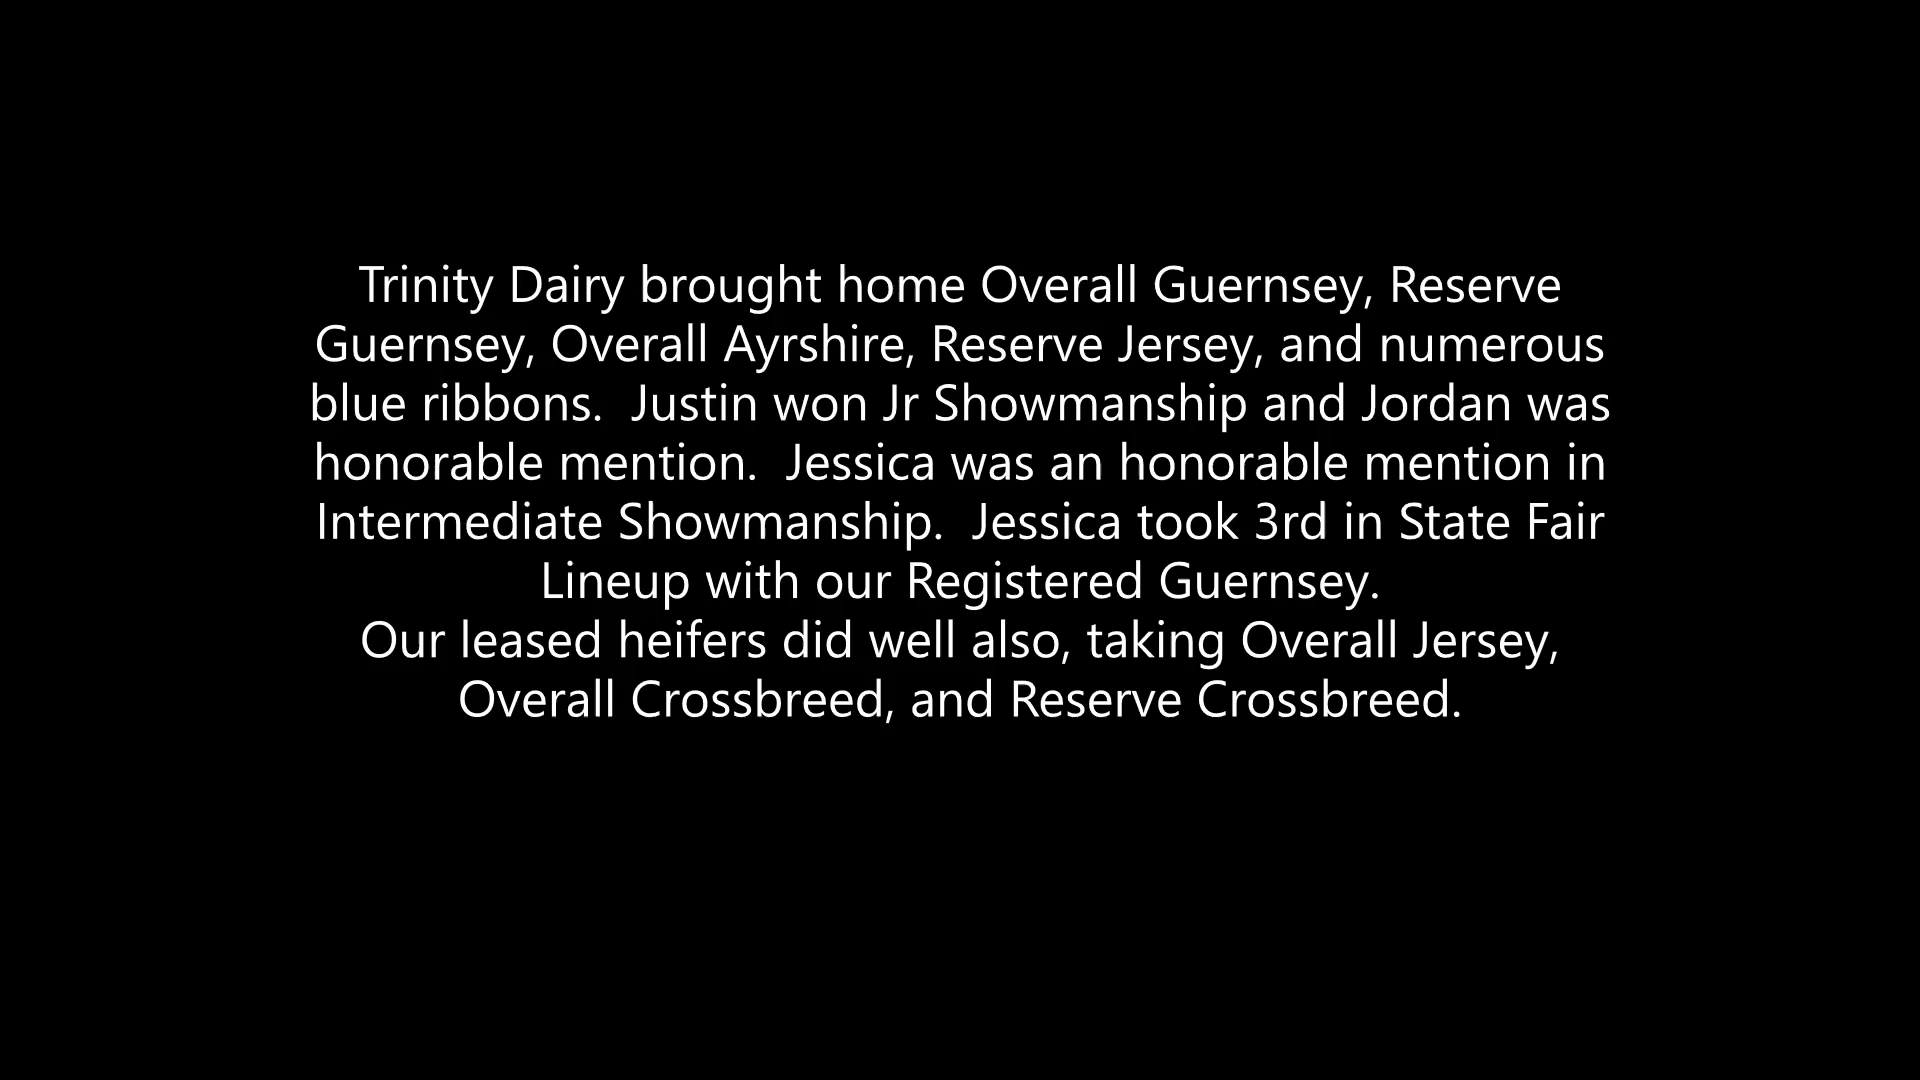 Trinity Dairy brought home Overall Guernsey, Reserve
Guernsey, Overall Ayrshire, Reserve Jersey, and numerous
blue ribbons.  Justin won Jr Showmanship and Jordan was
honorable mention.  Jessica was an honorable mention in
Intermediate Showmanship.  Jessica took 3rd in State Fair
Lineup with our Registered Guernsey.
Our leased heifers did well also, taking Overall Jersey,
Overall Crossbreed, and Reserve Crossbreed.